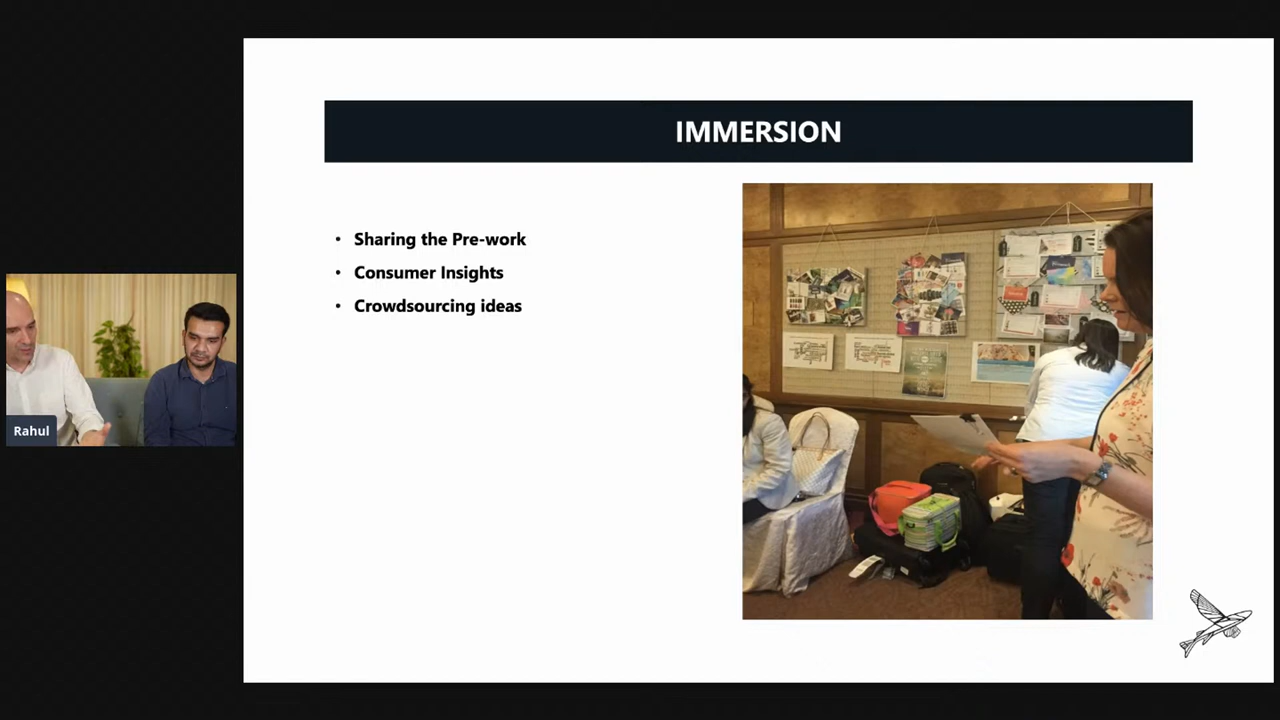 IMMERSION
• Sharing the Pre-work
• Consumer Insights
• Crowdsourcing ideas
Rahul